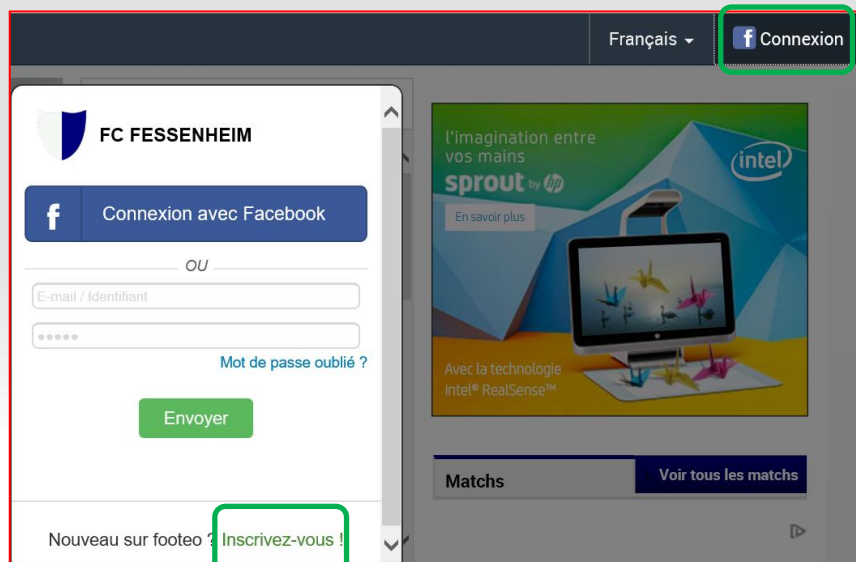 Français
f Connexion
FC FESSENHEIM
f Connexion avec Facebook
OU
E-mail / Identifiant
Mot de passe oublié ?
Envoyer
Nouveau sur footeo ? Inscrivez-vous !
l'imagination entre
vos mains
sprout by hp
intel
En savoir plus
Avec la technologie
Intel® RealSense™
Matchs
Voir tous les matchs